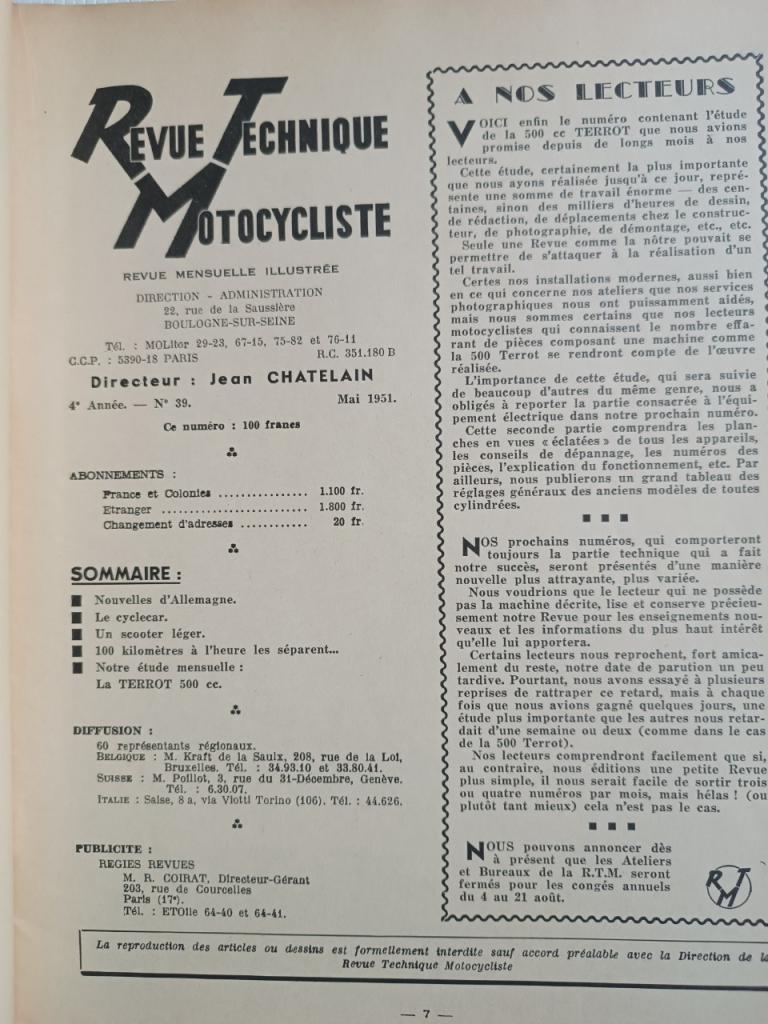 REVUE TECHNIQUE
MOTOCYCLISTE
REVUE MENSUELLE ILLUSTRÉE
DIRECTION - ADMINISTRATION
22, rue de la Saussière
BOULOGNE-SUR-SEINE
Tél. : MOLitor 29-23, 67-15, 75-82 et 76-11
C.C.P. : 5390-18 PARIS R.C. 351.180 B
Directeur : Jean CHATELAIN
4e Année. — N° 39. Mai 1951.
Ce numéro : 100 francs
ABONNEMENTS :
France et Colonies ............... 1.100 fr.
Etranger ......................... 1.800 fr.
Changement d'adresses ............ 20 fr.
SOMMAIRE :
■ Nouvelles d'Allemagne.
■ Le cyclecar.
■ Un scooter léger.
■ 100 kilomètres à l'heure les séparent...
■ Notre étude mensuelle :
La TERROT 500 cc.
DIFFUSION :
60 représentants régionaux.
BELGIQUE : M. Kraft de la Saulx, 208, rue de la Loi,
Bruxelles. Tél. : 34.93.10 et 33.80.41.
SUISSE : M. Poillot, 3, rue du 31-Décembre, Genève.
Tél. : 6.30.07.
ITALIE : Saise, 8 a, via Viotti Torino (106). Tél. : 44.626.
PUBLICITE :
REGIES REVUES
M. R. COIRAT, Directeur-Gérant
203, rue de Courcelles
Paris (17e).
Tél. : ETOile 64-40 et 64-41.
A NOS LECTEURS
VOICI enfin le numéro contenant l'étude
de la 500 cc TERROT que nous avions
promise depuis de longs mois à nos
lecteurs.
Cette étude, certainement la plus importante
que nous ayons réalisée jusqu'à ce jour, repré-
sente une somme de travail énorme — des cen-
taines, sinon des milliers d'heures de dessin,
de rédaction, de déplacements chez le construc-
teur, de photographie, de démontage, etc., etc.
Seule une Revue comme la nôtre pouvait se
permettre de s'attaquer à la réalisation d'un
tel travail.
Certes nos installations modernes, aussi bien
en ce qui concerne nos ateliers que nos services
photographiques nous ont puissamment aidés,
mais nous sommes certains que nos lecteurs
motocyclistes qui connaissent le nombre effa-
rant de pièces composant une machine comme
la 500 Terrot se rendront compte de l'œuvre
réalisée.
L'importance de cette étude, qui sera suivie
de beaucoup d'autres du même genre, nous a
obligés à reporter la partie consacrée à l'équi-
pement électrique dans notre prochain numéro.
Cette seconde partie comprendra les plan-
ches en vues « éclatées » de tous les appareils,
les conseils de dépannage, les numéros des
pièces, l'explication du fonctionnement, etc. Par
ailleurs, nous publierons un grand tableau des
réglages généraux des anciens modèles de toutes
cylindrées.
NOS prochains numéros, qui comporteront
toujours la partie technique qui a fait
notre succès, seront présentés d'une manière
nouvelle plus attrayante, plus variée.
Nous voudrions que le lecteur qui ne possède
pas la machine décrite, lise et conserve précieu-
sement notre Revue pour les enseignements nou-
veaux et les informations du plus haut intérêt
qu'elle lui apportera.
Certains lecteurs nous reprochent, fort amica-
lement du reste, notre date de parution un peu
tardive. Pourtant, nous avons essayé à plusieurs
reprises de rattraper ce retard, mais à chaque
fois que nous avions gagné quelques jours, une
étude plus importante que les autres nous retar-
dait d'une semaine ou deux (comme dans le cas
de la 500 Terrot).
Nos lecteurs comprendront facilement que si,
au contraire, nous éditions une petite Revue
plus simple, il nous serait facile de sortir trois
ou quatre numéros par mois, mais hélas ! (ou
plutôt tant mieux) cela n'est pas le cas.
NOUS pouvons annoncer dès
à présent que les Ateliers
et Bureaux de la R.T.M. seront
fermés pour les congés annuels
du 4 au 21 août.
RTM
La reproduction des articles ou dessins est formellement interdite sauf accord préalable avec la Direction de la
Revue Technique Motocycliste
— 7 —